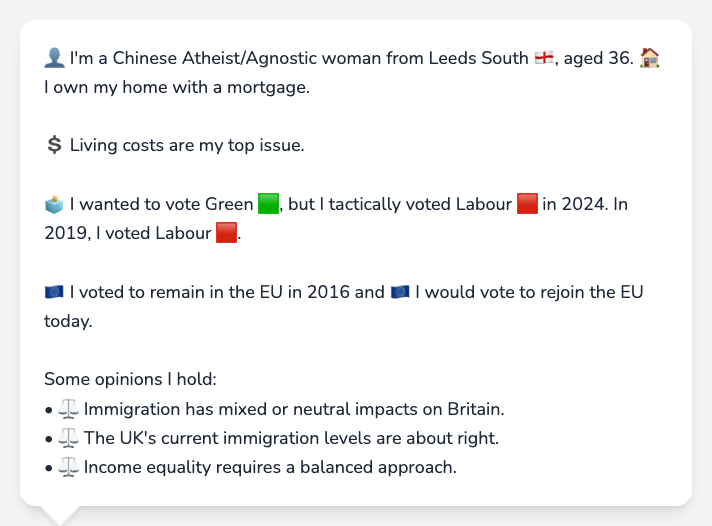 👤 I'm a Chinese Atheist/Agnostic woman from Leeds South 🏴󠁧󠁢󠁥󠁮󠁧󠁿, aged 36. 🏠
I own my home with a mortgage.
💲 Living costs are my top issue.
🗳️ I wanted to vote Green 🟩, but I tactically voted Labour 🟥 in 2024. In
2019, I voted Labour 🟥.
🇪🇺 I voted to remain in the EU in 2016 and 🇪🇺 I would vote to rejoin the EU
today.
Some opinions I hold:
• ⚖️ Immigration has mixed or neutral impacts on Britain.
• ⚖️ The UK's current immigration levels are about right.
• ⚖️ Income equality requires a balanced approach.